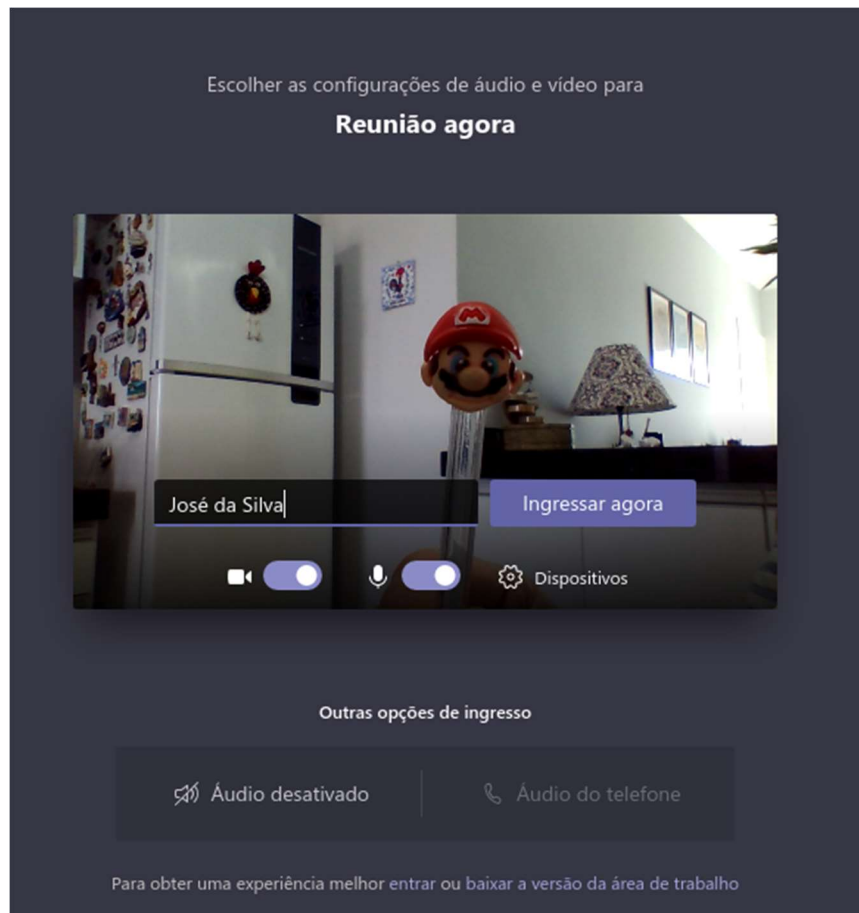 Escolher as configurações de áudio e vídeo para
Reunião agora
M
José da Silva
Ingressar agora
Dispositivos
Outras opções de ingresso
Áudio desativado
Áudio do telefone
Para obter uma experiência melhor entrar ou baixar a versão da área de trabalho